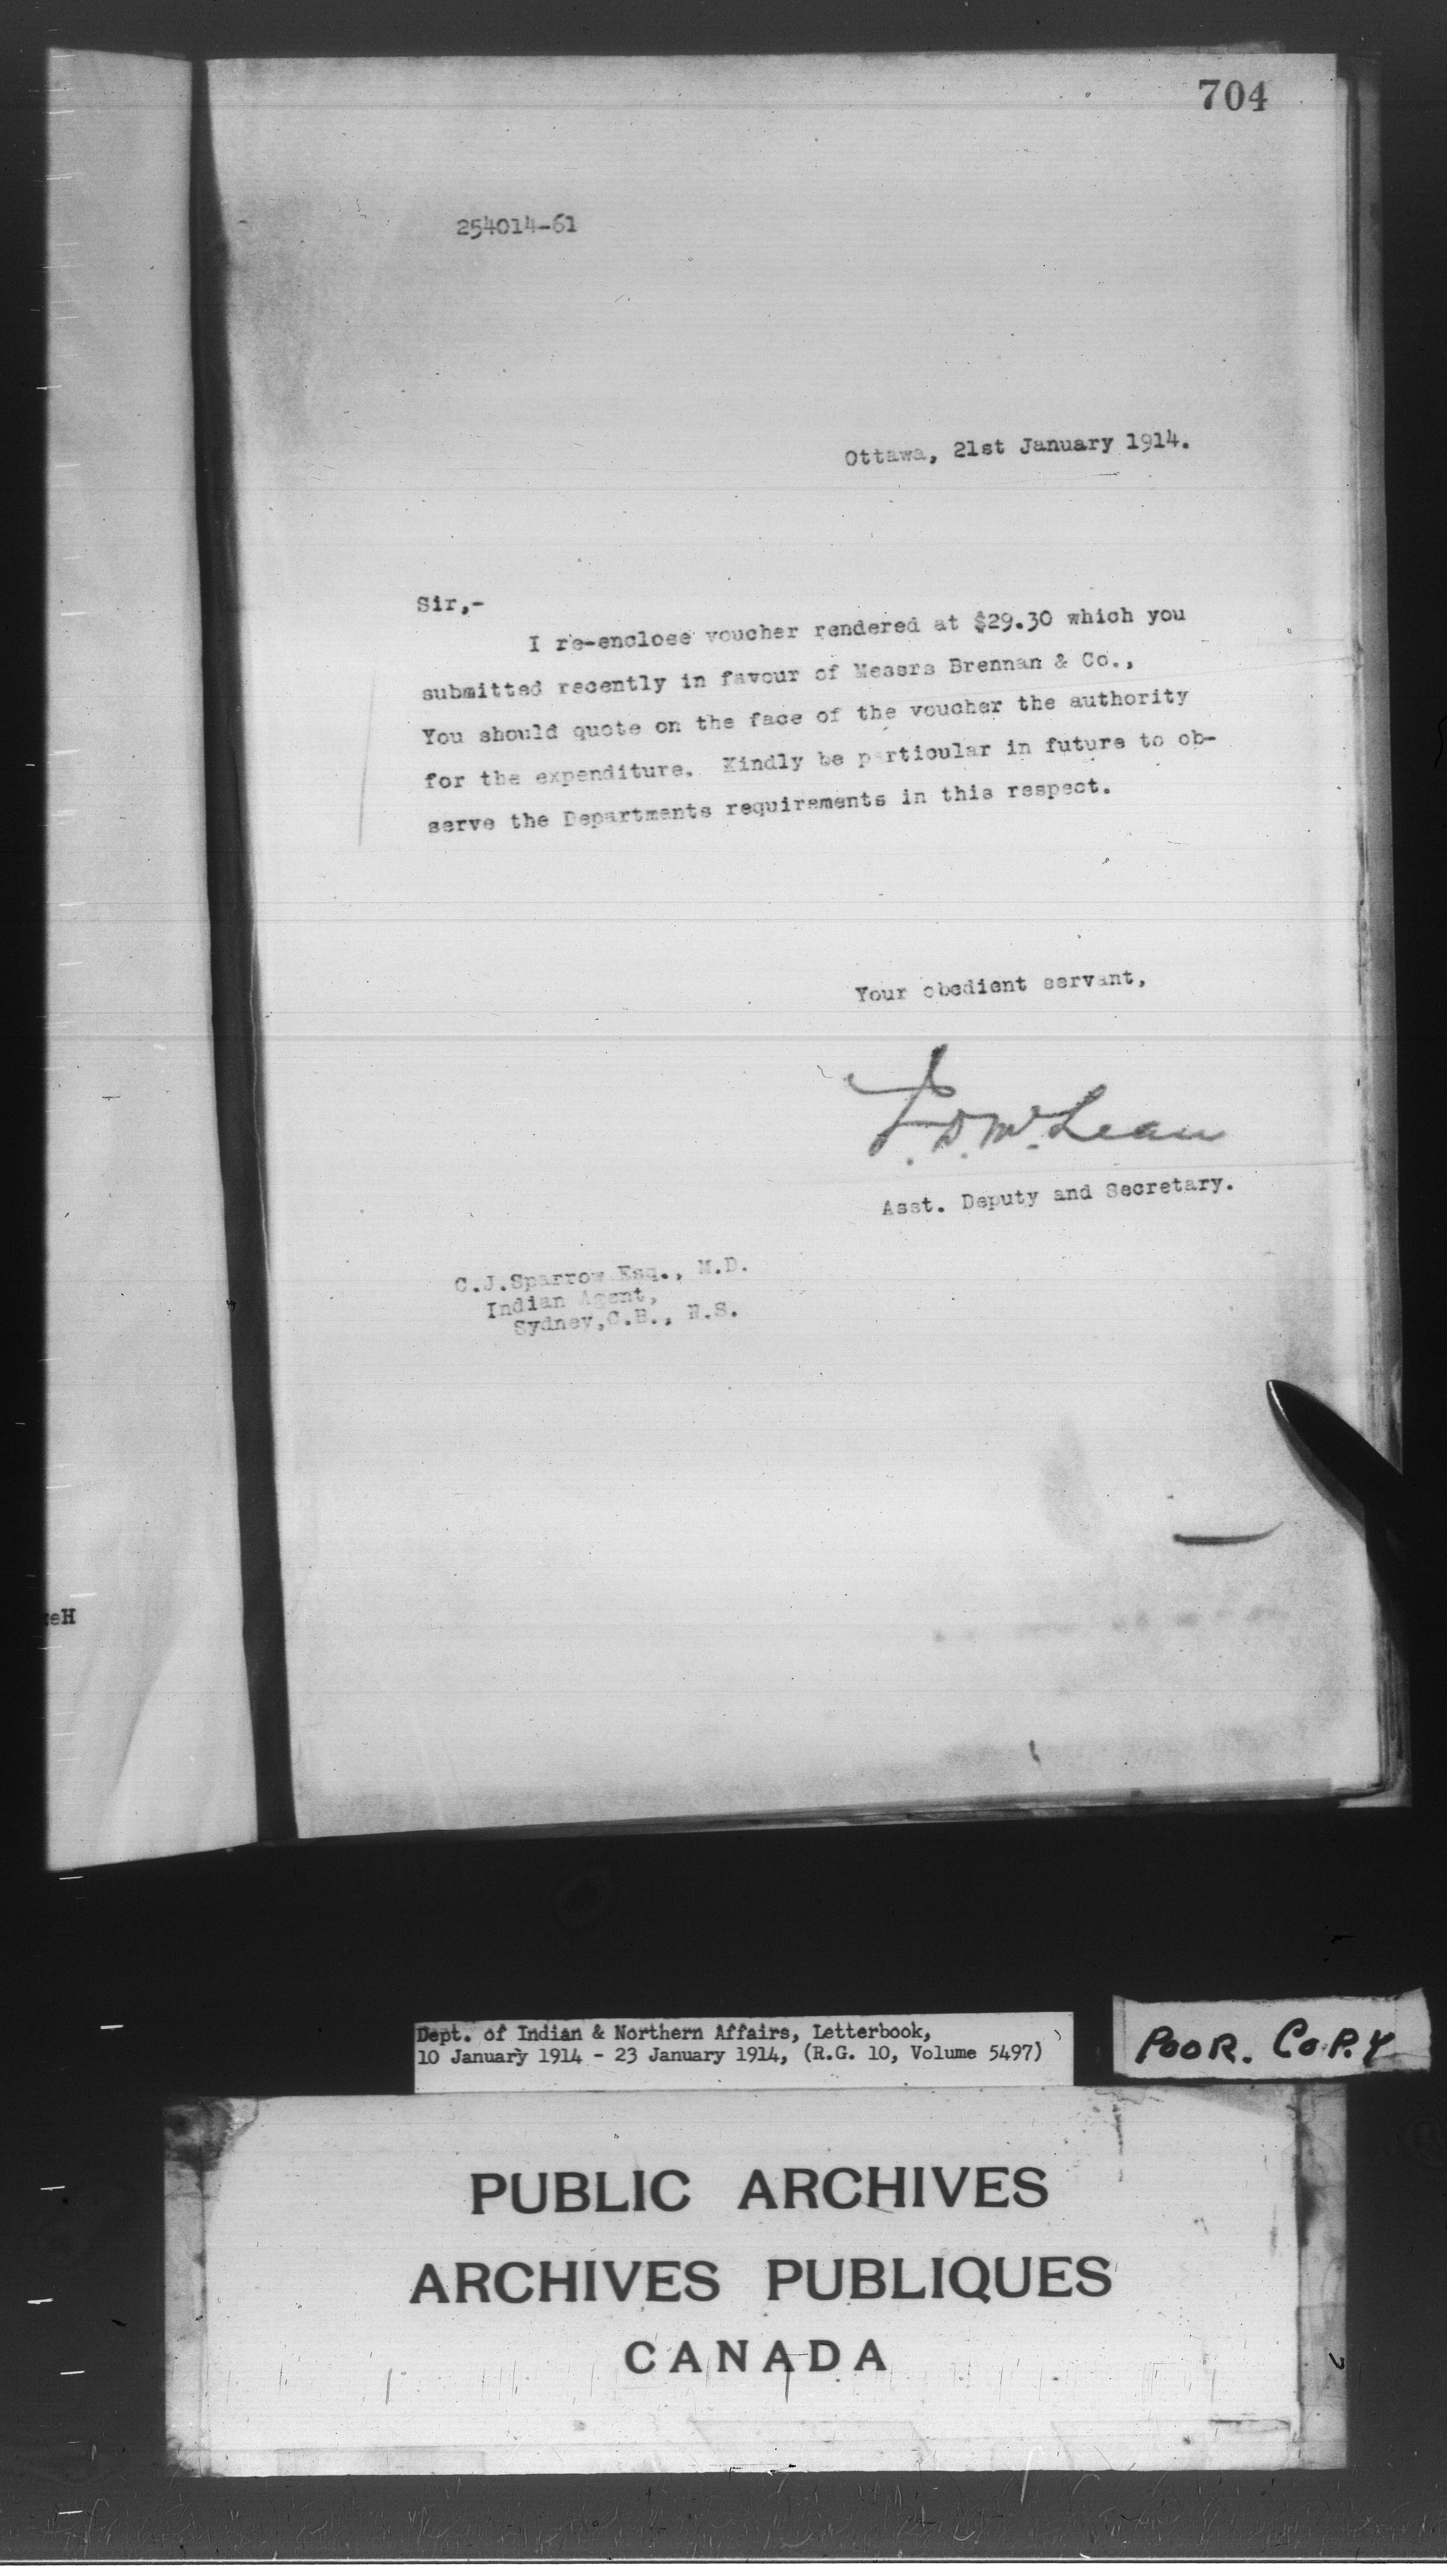 704
254014-61
Ottawa, 21st January 1914.
Sir,-
I re-enclose voucher rendered at $29.30 which you
submitted recently in favour of Messrs Brennan & Co.,
You should quote on the face of the voucher the authority
for the expenditure. Kindly be particular in future to ob-
serve the Departments requirements in this respect.
Your obedient servant,
J. D. McLean
Asst. Deputy and Secretary.
C.J.Sparrow Esq., M.D.
Indian Agent,
Sydney,C.B., N.S.
Dept. of Indian & Northern Affairs, Letterbook,
10 January 1914 - 23 January 1914, (R.G. 10, Volume 5497)
POOR. COPY
PUBLIC ARCHIVES
ARCHIVES PUBLIQUES
CANADA